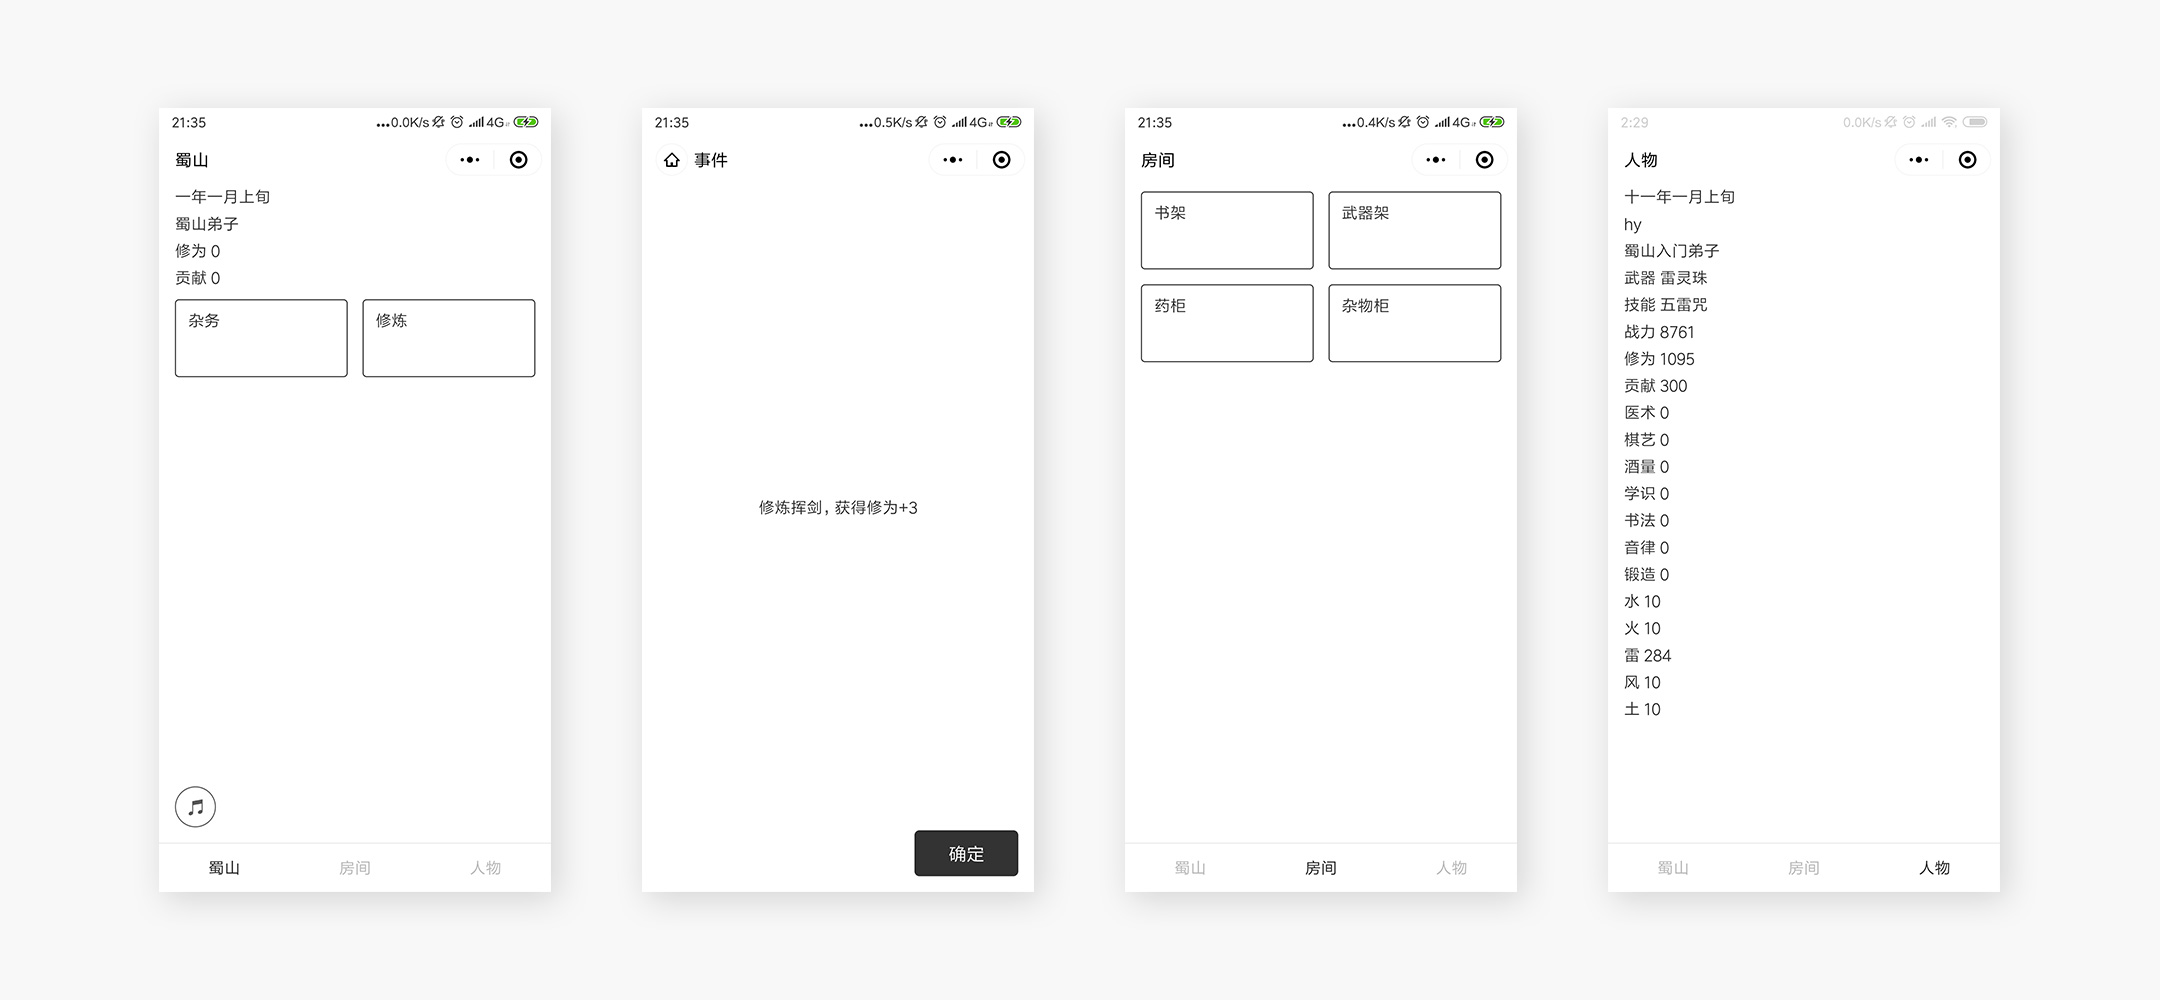 21:35
...0.0K/s 4G
蜀山
一年一月上旬
蜀山弟子
修为 0
贡献 0
杂务
修炼
蜀山
房间
人物
21:35
...0.5K/s 4G
事件
修炼挥剑，获得修为+3
确定
21:35
...0.4K/s 4G
房间
书架
武器架
药柜
杂物柜
蜀山
房间
人物
2:29
0.0K/s
人物
十一年一月上旬
hy
蜀山入门弟子
武器 雷灵珠
技能 五雷咒
战力 8761
修为 1095
贡献 300
医术 0
棋艺 0
酒量 0
学识 0
书法 0
音律 0
锻造 0
水 10
火 10
雷 284
风 10
土 10
蜀山
房间
人物